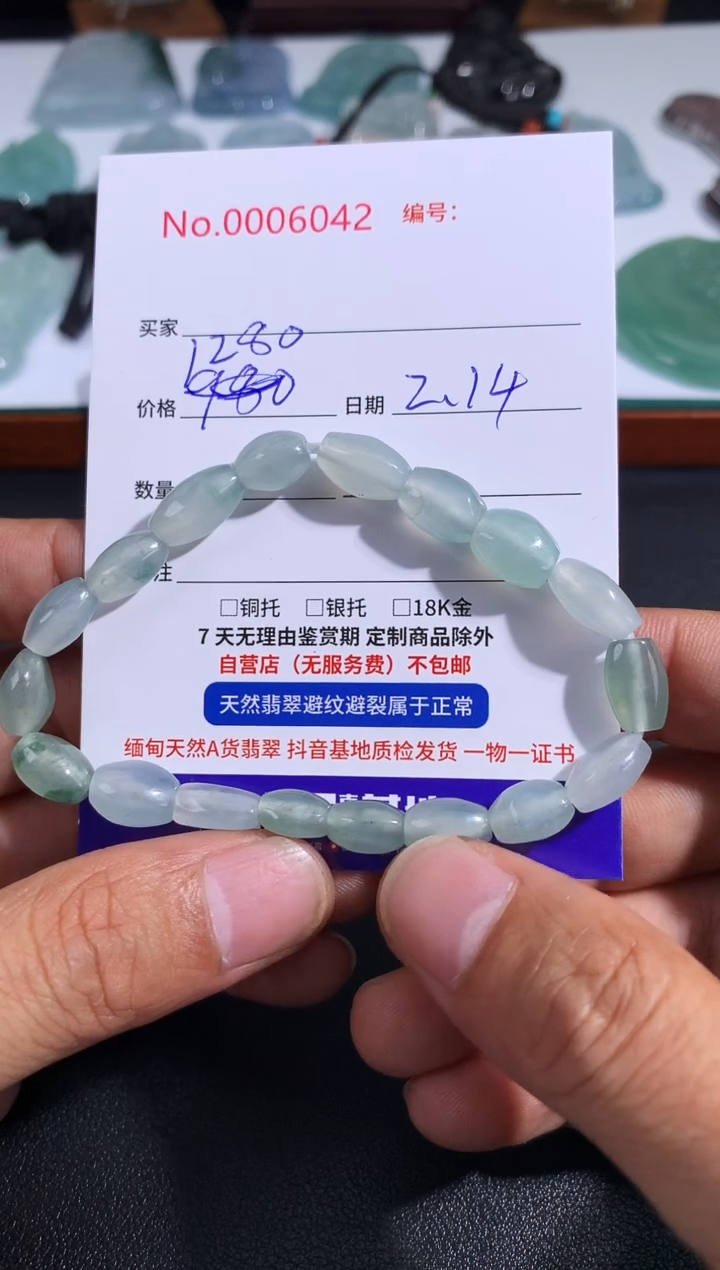 No.0006042 编号：
买家
1280
价格 980 日期 2.14
数量
注
□铜托 □银托 □18K金
7天无理由鉴赏期 定制商品除外
自营店（无服务费）不包邮
天然翡翠避纹避裂属于正常
缅甸天然A货翡翠 抖音基地质检发货 一物一证书